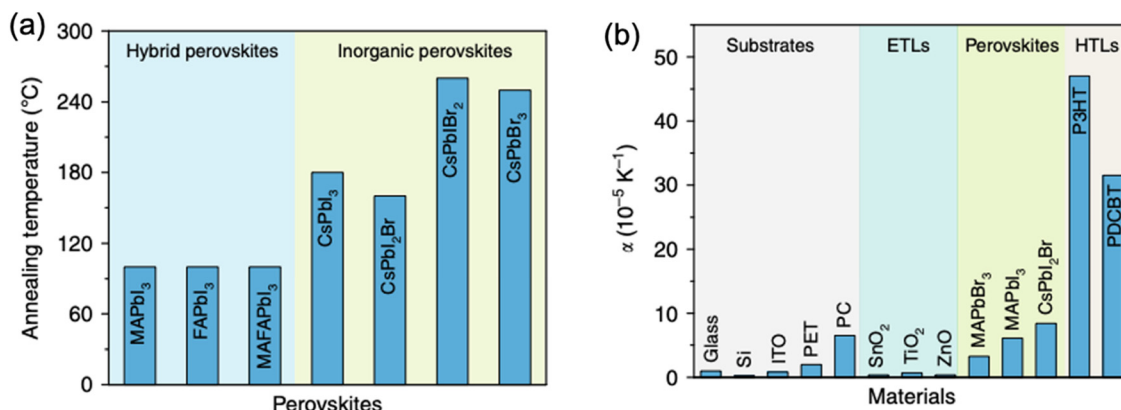 (a)
300
240
180
120
60
0
Annealing temperature (°C)
Hybrid perovskites
Inorganic perovskites
MAPbI₃
FAPbI₃
MAFAPbI₃
CsPbI₃
CsPbI₂Br
CsPbIBr₂
CsPbBr₃
Perovskites
(b)
50
40
30
20
10
0
α (10⁻⁵ K⁻¹)
Substrates
ETLs
Perovskites
HTLs
Glass
Si
ITO
PET
PC
SnO₂
TiO₂
ZnO
MAPbBr₃
MAPbI₃
CsPbI₂Br
P3HT
PDCBT
Materials